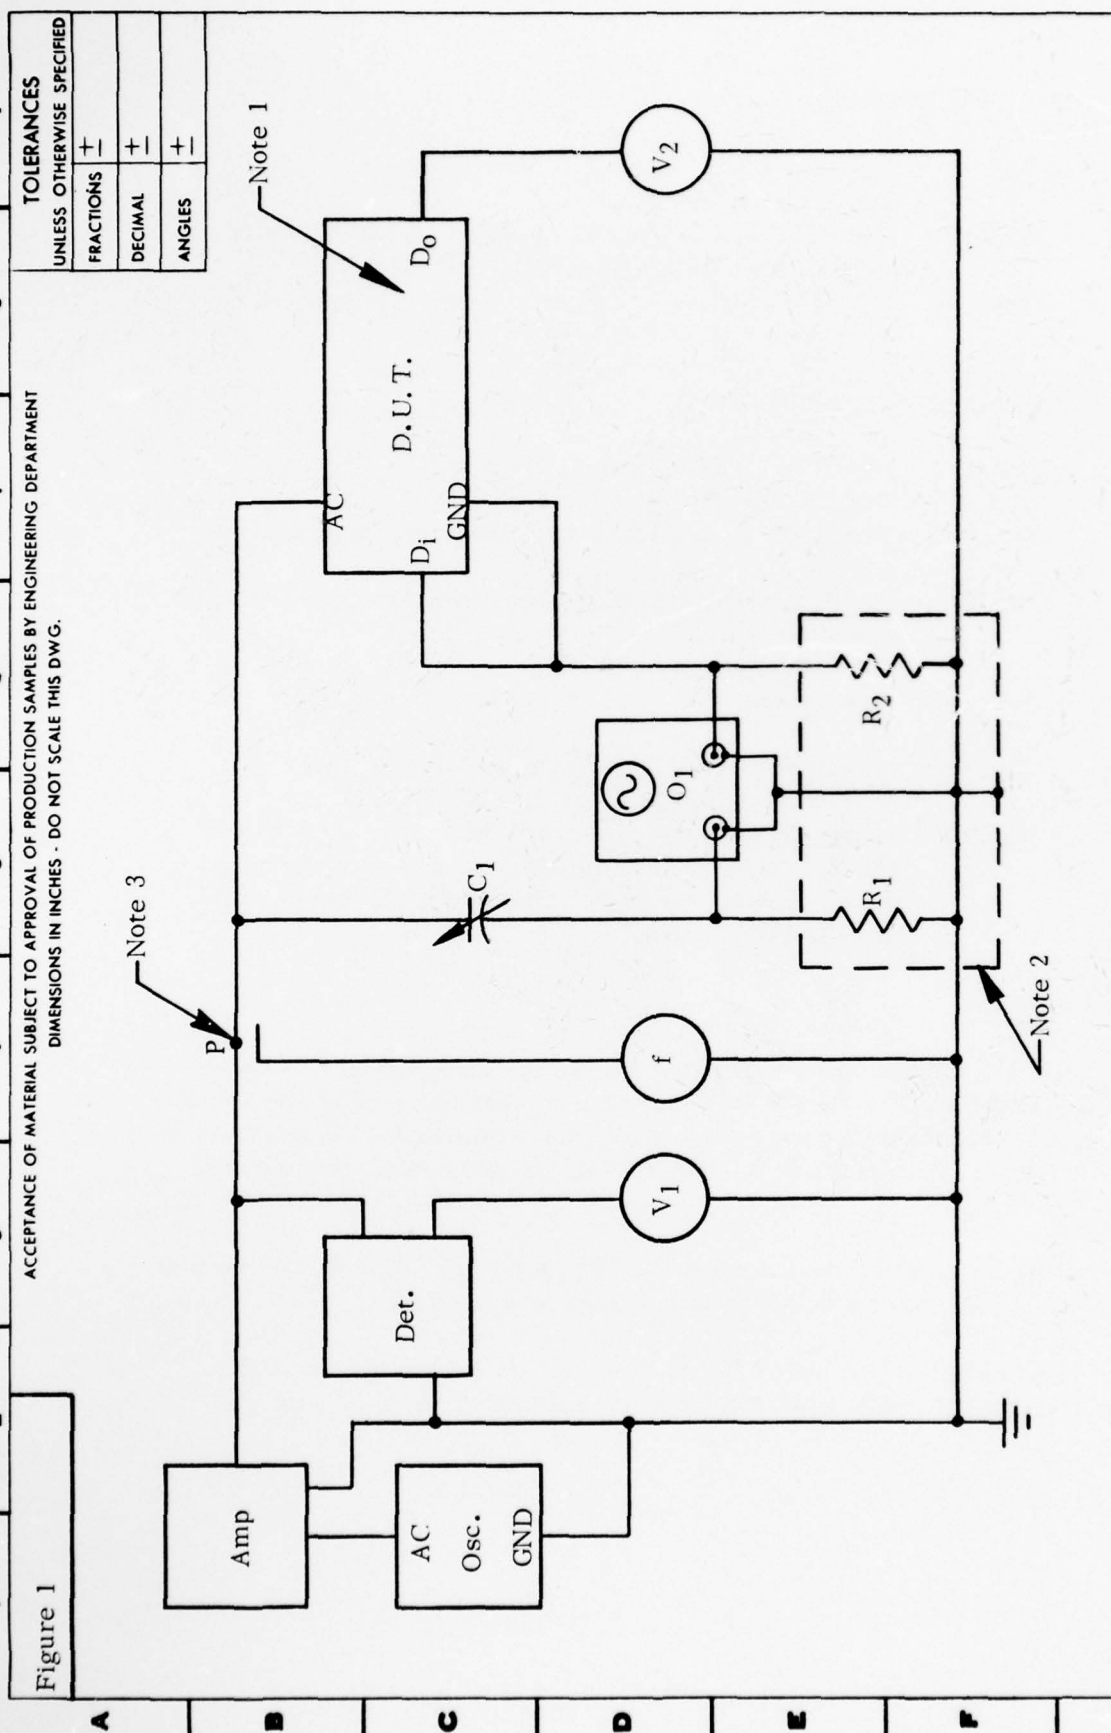 Figure 1
ACCEPTANCE OF MATERIAL SUBJECT TO APPROVAL OF PRODUCTION SAMPLES BY ENGINEERING DEPARTMENT
DIMENSIONS IN INCHES - DO NOT SCALE THIS DWG.
TOLERANCES
UNLESS OTHERWISE SPECIFIED
FRACTIONS ±
DECIMAL ±
ANGLES ±
A
B
C
D
E
F
Note 3
Note 1
P
Amp
AC
Osc.
GND
Det.
V1
f
C1
O1
R1
R2
AC
Di
GND
D.U.T.
Do
V2
Note 2